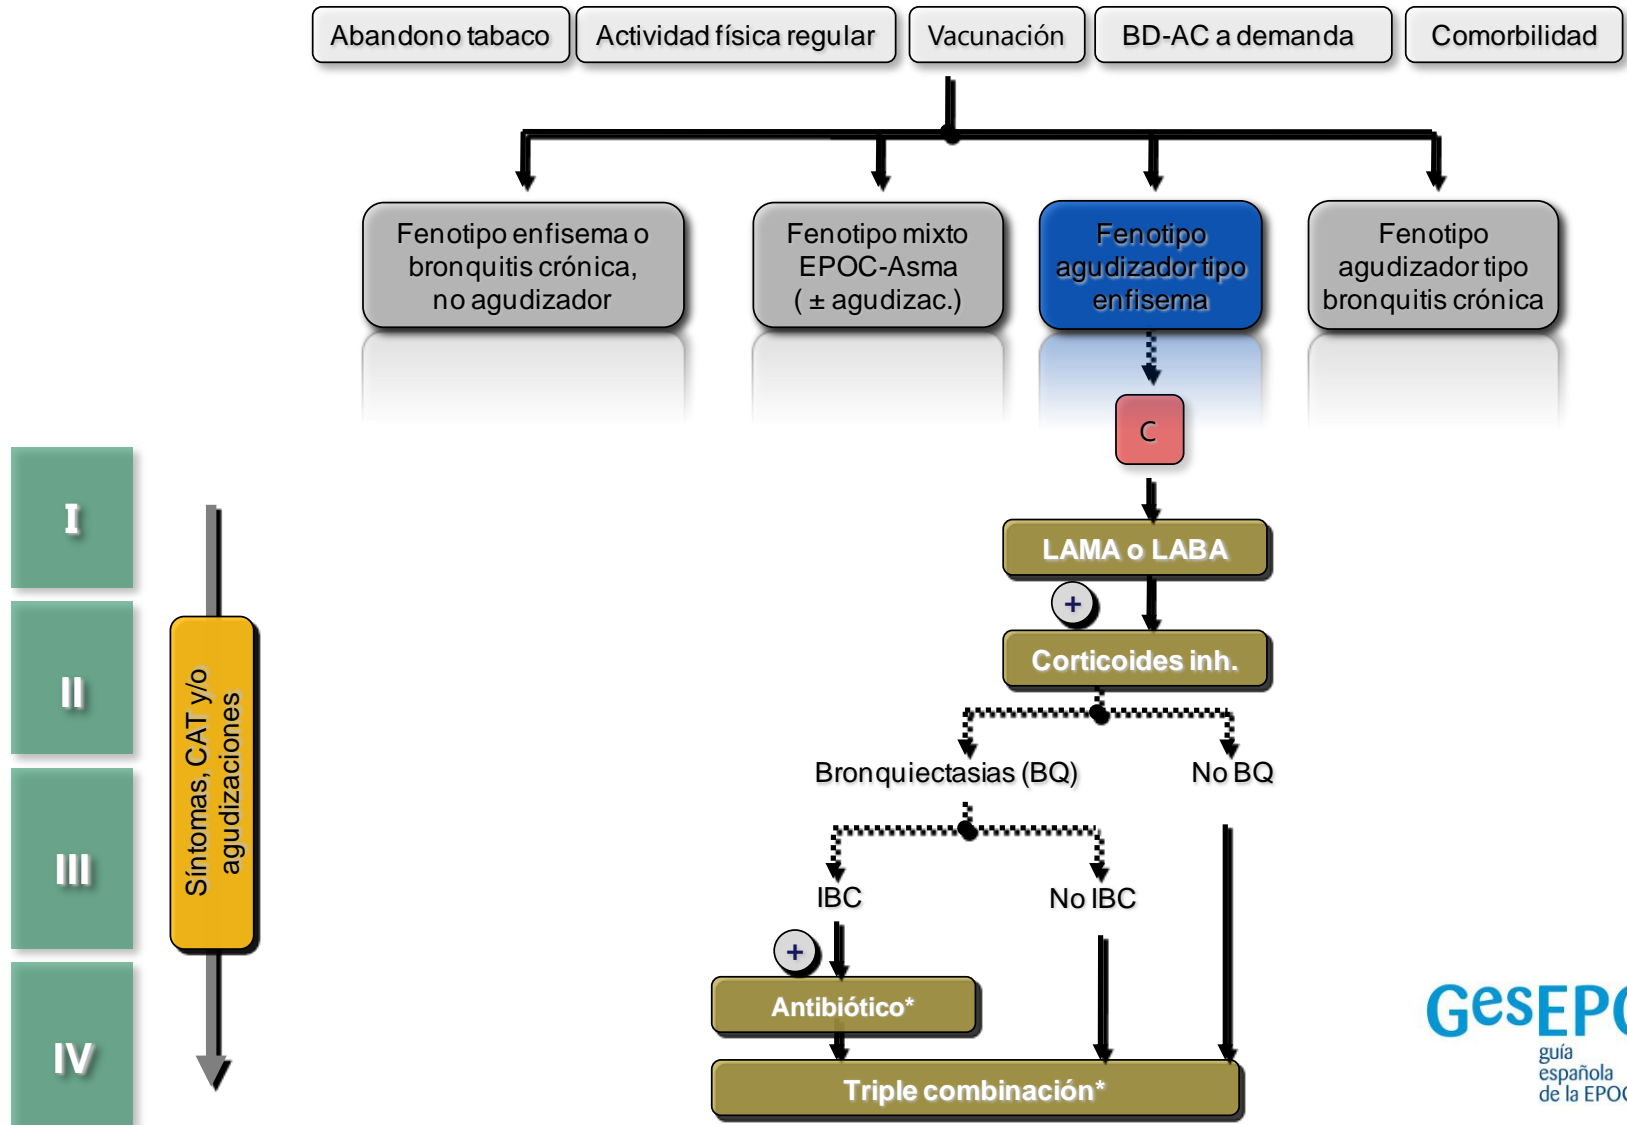 Abandono tabaco
Actividad física regular
Vacunación
BD-AC a demanda
Comorbilidad
Fenotipo enfisema o
bronquitis crónica,
no agudizador
Fenotipo mixto
EPOC-Asma
( ± agudizac.)
Fenotipo
agudizador tipo
enfisema
Fenotipo
agudizador tipo
bronquitis crónica
C
I
LAMA o LABA
+
Corticoides inh.
II
Síntomas, CAT y/o
agudizaciones
Bronquiectasias (BQ)
No BQ
III
IBC
No IBC
+
Antibiótico*
IV
Triple combinación*
GesEPO
guía
española
de la EPOC